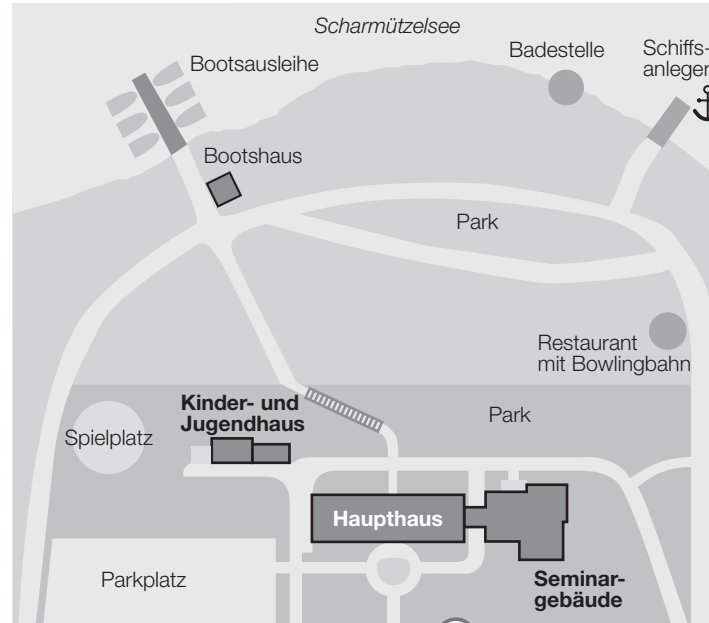 Scharmützelsee
Badestelle
Schiffs-
anleger
Bootsausleihe
Bootshaus
Park
Restaurant
mit Bowlingbahn
Kinder- und
Jugendhaus
Park
Spielplatz
Haupthaus
Parkplatz
Seminar-
gebäude